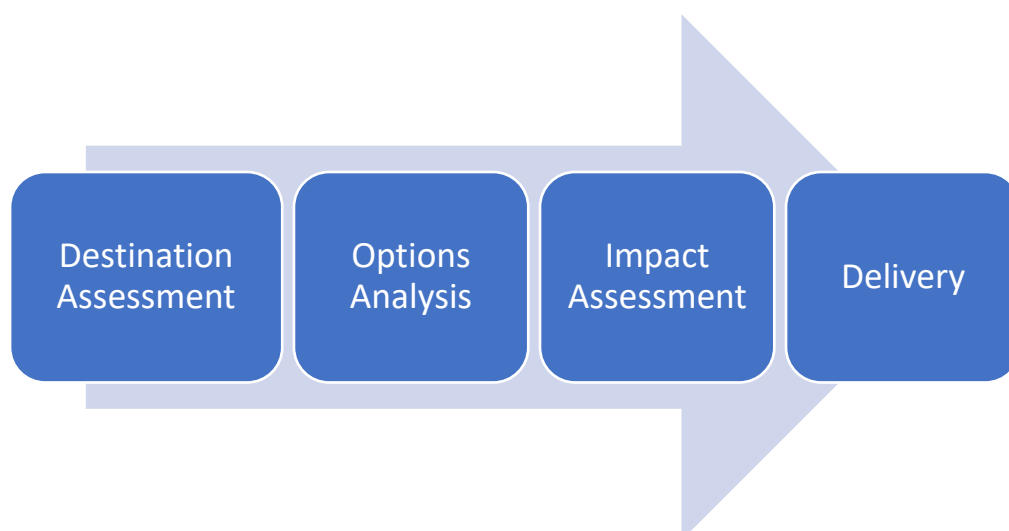 Destination
Assessment
Options
Analysis
Impact
Assessment
Delivery